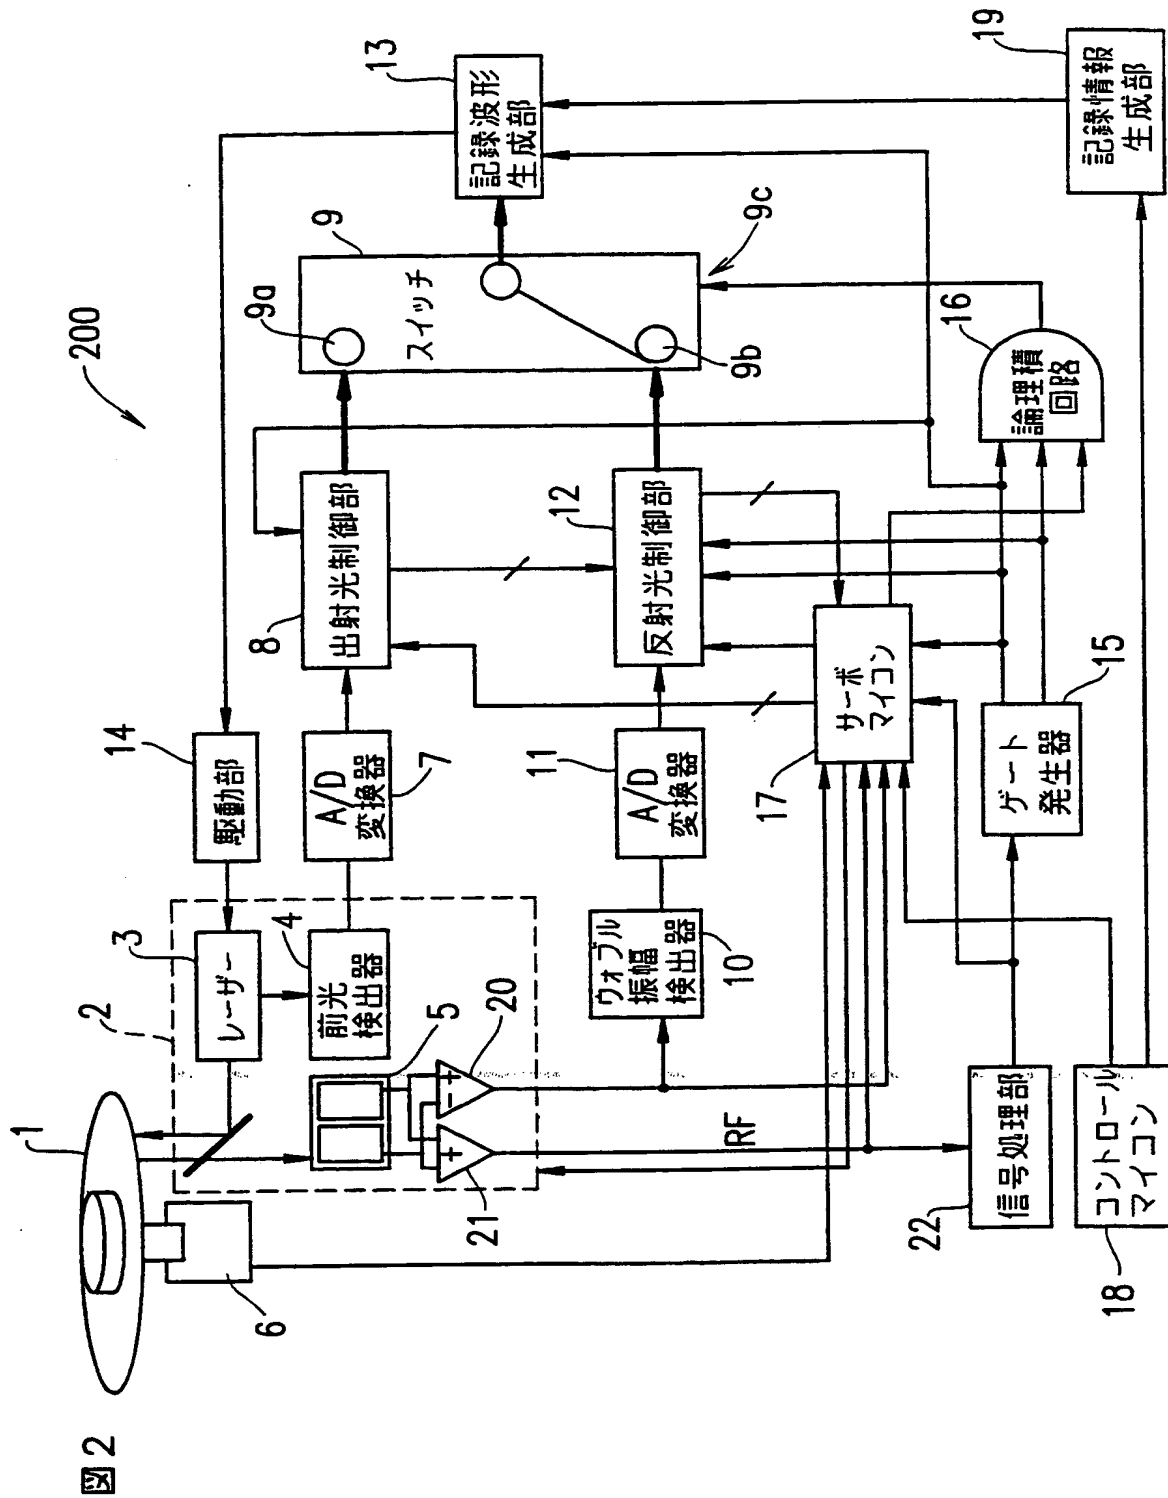 図2
200
1
2
3
レーザー
4
前光
検出器
5
20
21
6
14
駆動部
A/D
変換器
7
8
出射光制御部
9
9a
スイッチ
9b
9c
13
記録波形
生成部
ウォブル
振幅
検出器
10
11
A/D
変換器
12
反射光制御部
RF
17
サーボ
マイコン
15
ゲート
発生器
16
論理積
回路
22
信号処理部
18
コントロール
マイコン
19
記録情報
生成部
+
−
+